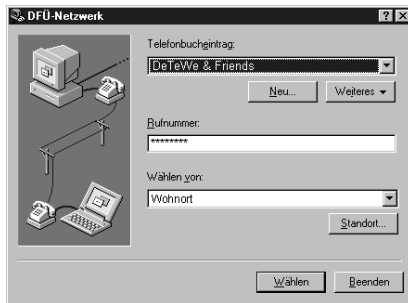 DFÜ-Netzwerk
Telefonbucheintrag:
DeTeWe & Friends
Neu...
Weiteres
Rufnummer:
********
Wählen von:
Wohnort
Standort...
Wählen
Beenden